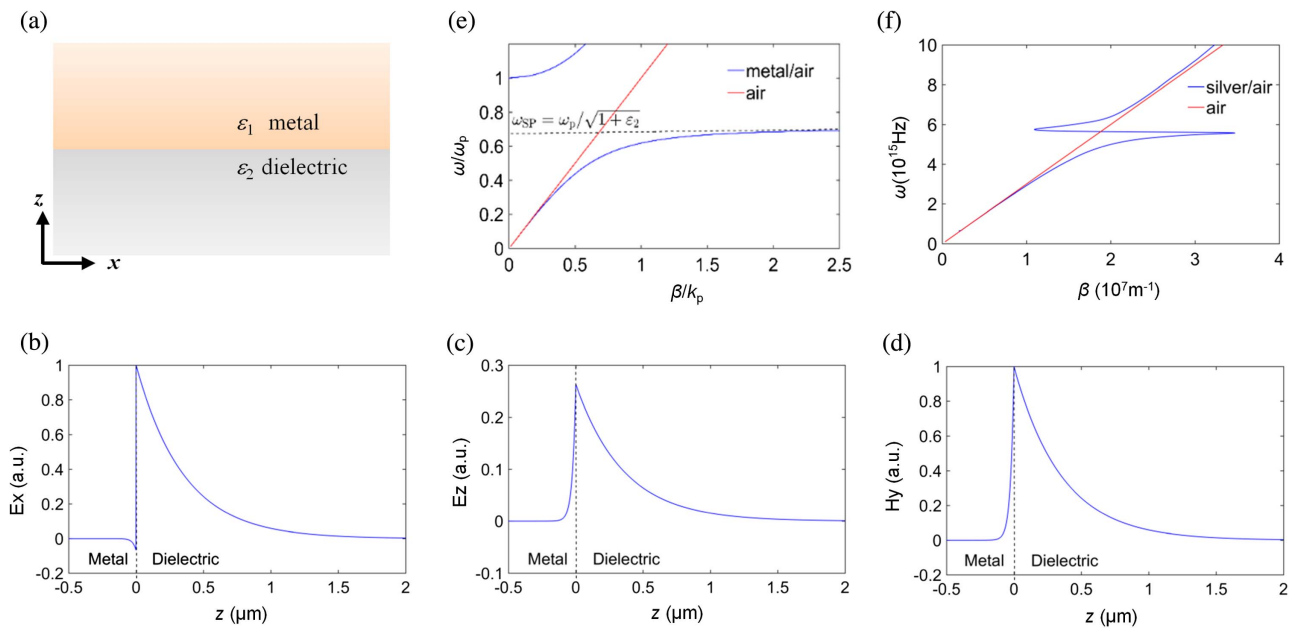 (a)
ε₁ metal
ε₂ dielectric
z
x
(e)
ω/ωₚ
1
0.8
0.6
0.4
0.2
0
metal/air
air
ω_SP = ω_p/√1 + ε₂
0 0.5 1 1.5 2 2.5
β/kₚ
(f)
ω(10¹⁵Hz)
10
8
6
4
2
0
silver/air
air
0 1 2 3 4
β (10⁷m⁻¹)
(b)
Ex (a.u.)
1
0.8
0.6
0.4
0.2
0
-0.2
Metal Dielectric
-0.5 0 0.5 1 1.5 2
z (μm)
(c)
Ez (a.u.)
0.3
0.2
0.1
0
-0.1
Metal Dielectric
-0.5 0 0.5 1 1.5 2
z (μm)
(d)
Hy (a.u.)
1
0.8
0.6
0.4
0.2
0
-0.2
Metal Dielectric
-0.5 0 0.5 1 1.5 2
z (μm)